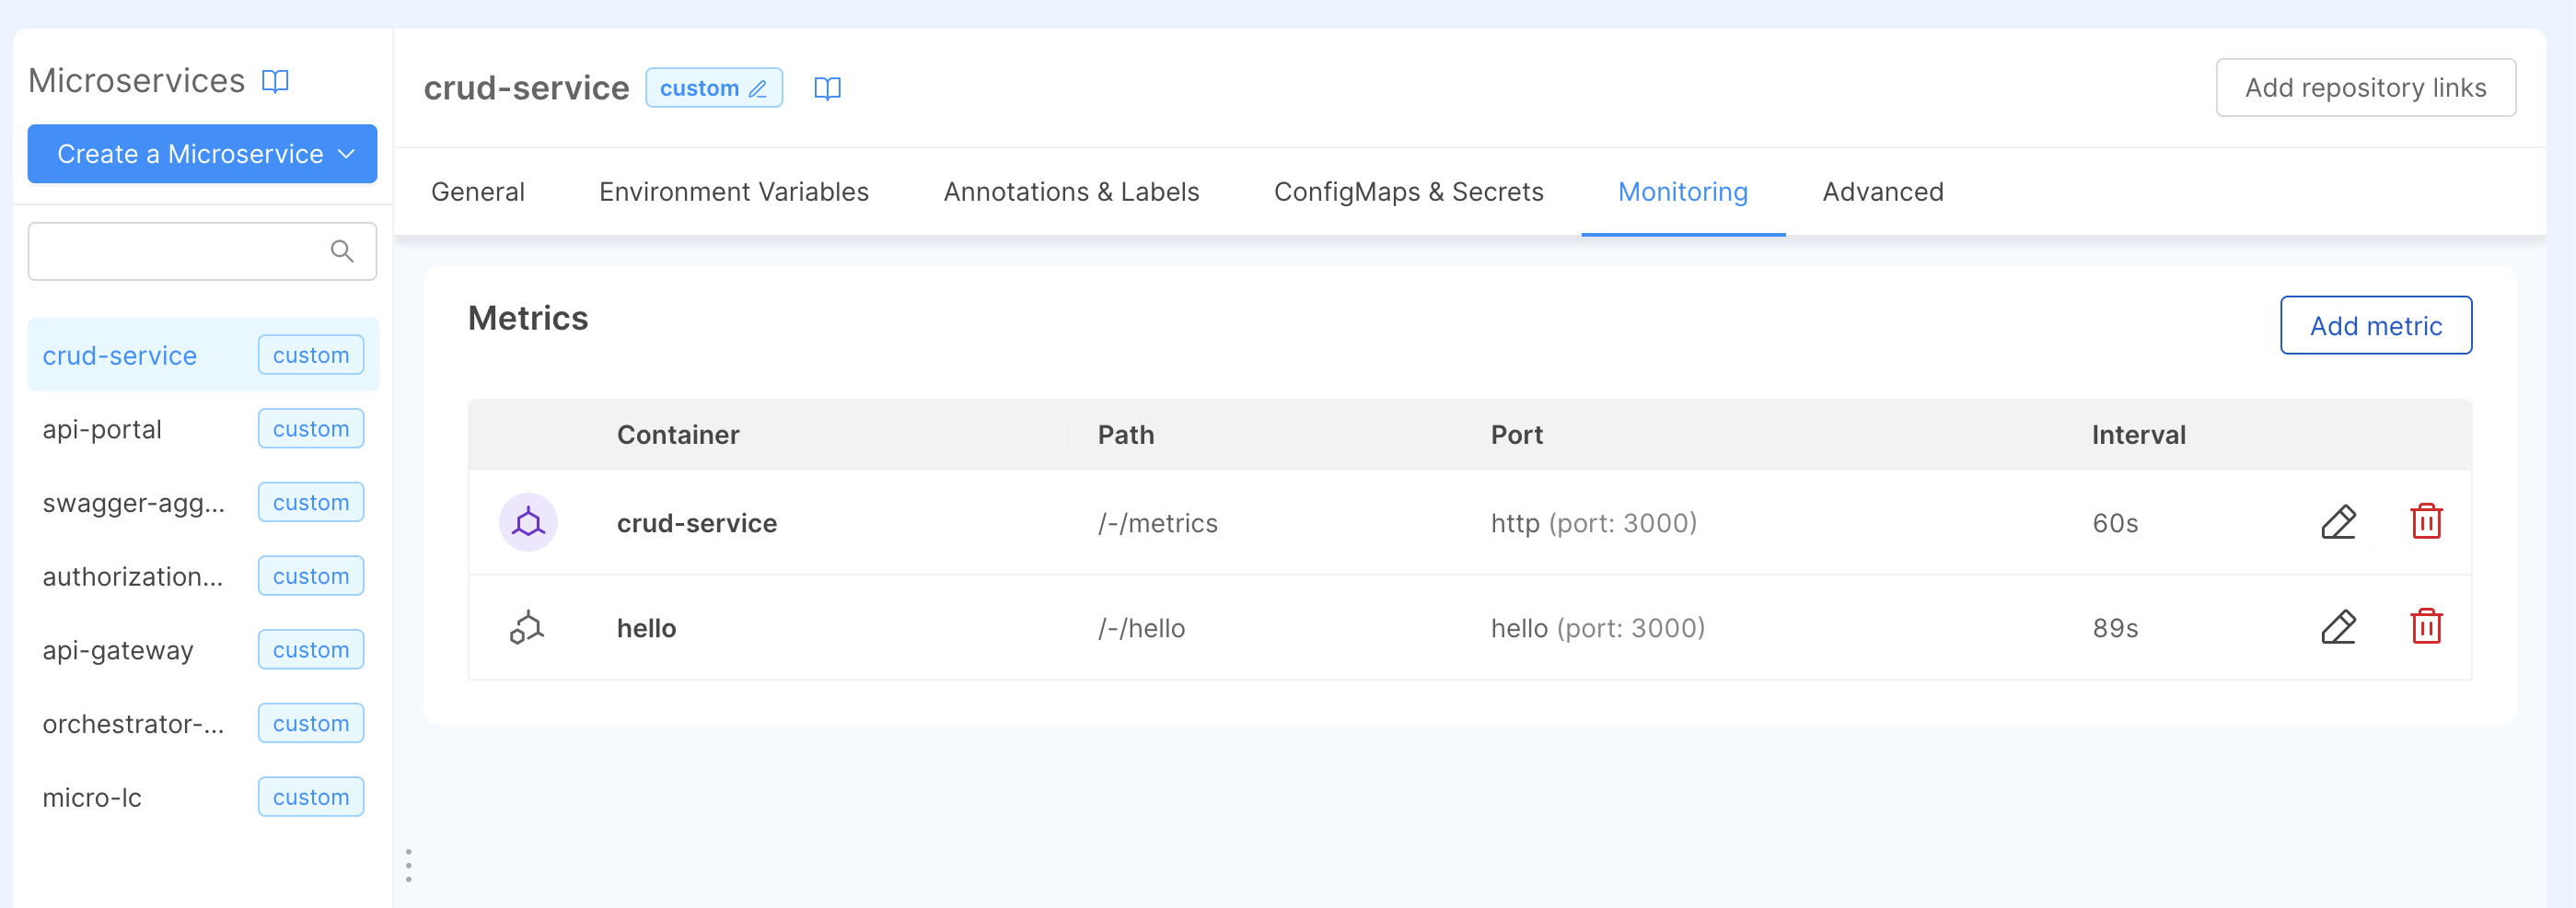 Microservices
Create a Microservice
crud-service custom
api-portal custom
swagger-agg... custom
authorization... custom
api-gateway custom
orchestrator-... custom
micro-lc custom
crud-service custom
Add repository links
General Environment Variables Annotations & Labels ConfigMaps & Secrets Monitoring Advanced
Metrics
Add metric
Container Path Port Interval
crud-service /-/metrics http (port: 3000) 60s
hello /-/hello hello (port: 3000) 89s